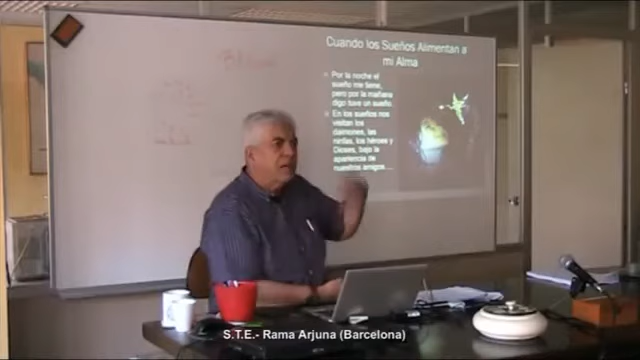 Cuando los Sueños Alimentan a
mi Alma
Por la noche el
sueño me tiene,
pero por la mañana
digo tuve un sueño.
En los sueños nos
visitan los
daimones, las
ninfas, los héroes y
Dioses, bajo la
apariencia de
nuestros amigos....
S.T.E.- Rama Arjuna (Barcelona)